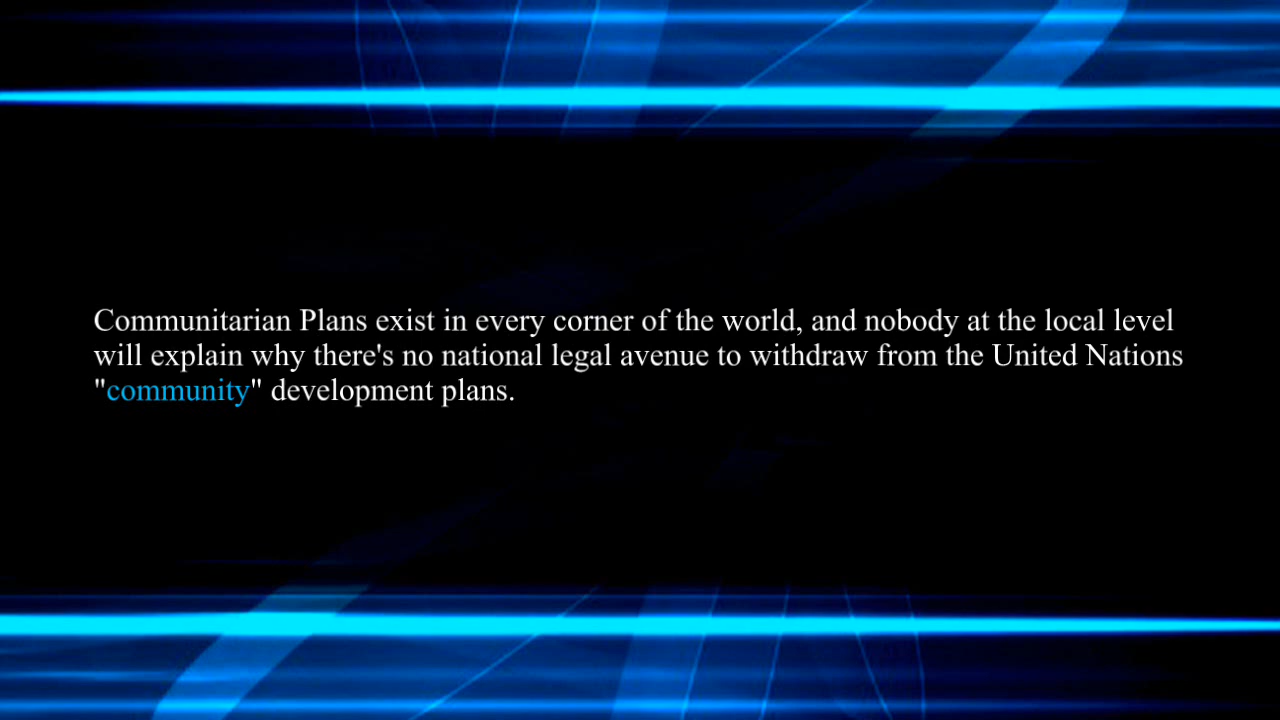 Communitarian Plans exist in every corner of the world, and nobody at the local level
will explain why there's no national legal avenue to withdraw from the United Nations
"community" development plans.